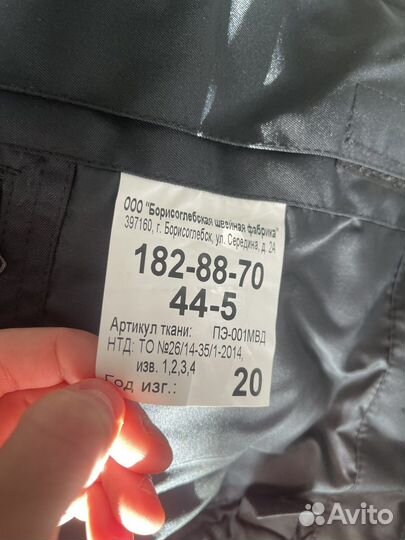 ООО "Борисоглебская швейная фабрика"
397160, г. Борисоглебск, ул. Середина, д. 2А
182-88-70
44-5
Артикул ткани: ПЭ-001МВД
НТД: ТО №26/14-35/1-2014,
изв. 1,2,3,4
Год изг.: 20
Avito